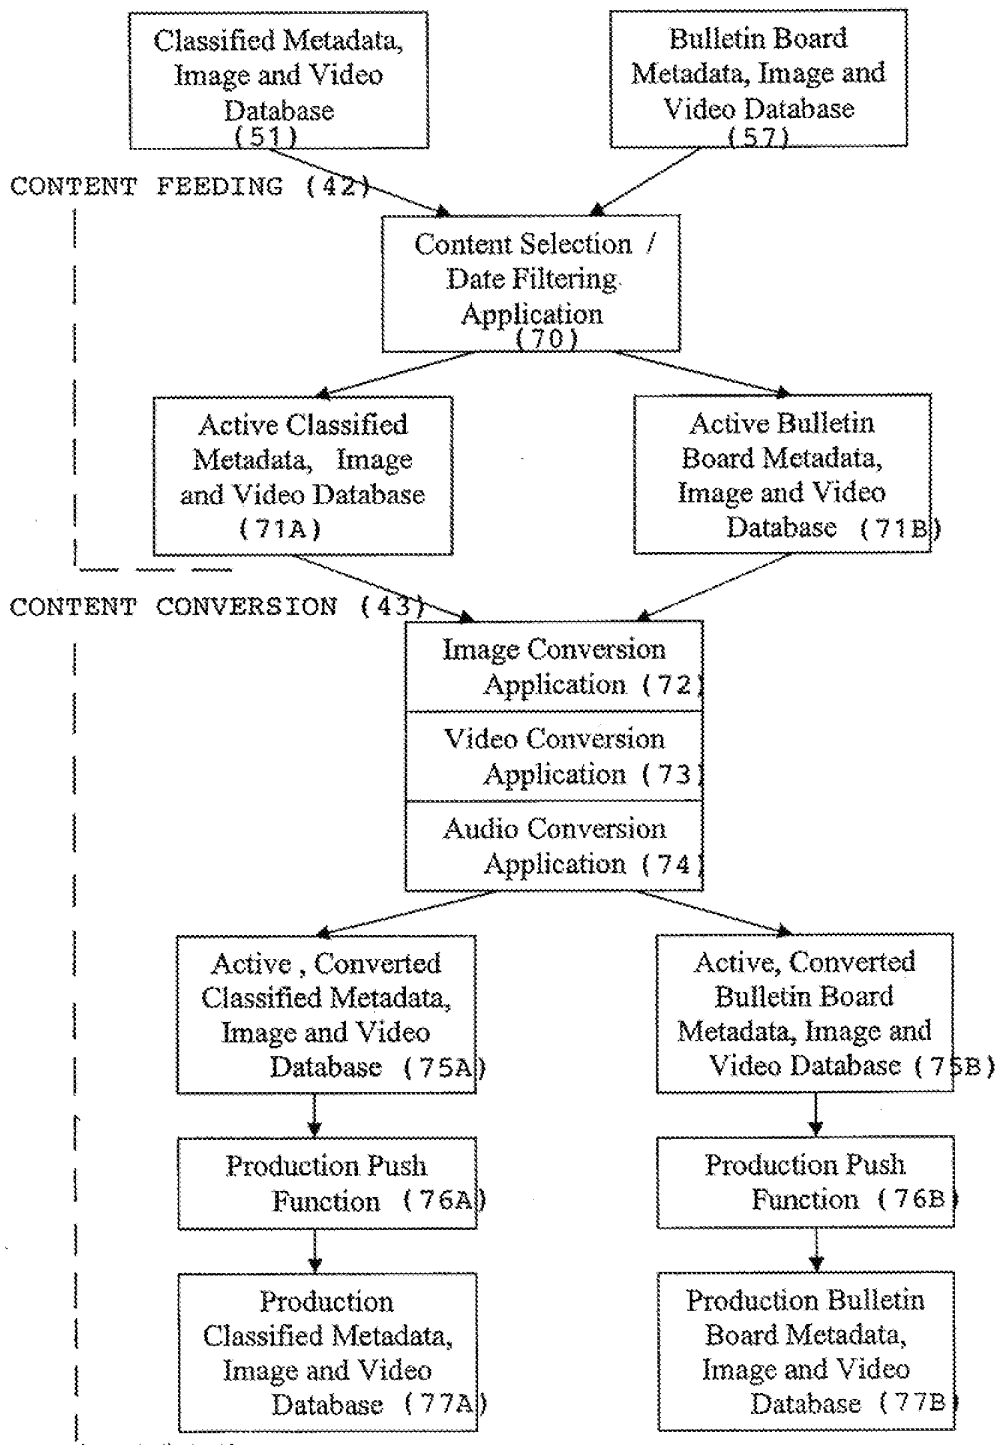 Classified Metadata,
Image and Video
Database
(51)
Bulletin Board
Metadata, Image and
Video Database
(57)
CONTENT FEEDING (42)
Content Selection /
Date Filtering
Application
(70)
Active Classified
Metadata, Image
and Video Database
(71A)
Active Bulletin
Board Metadata,
Image and Video
Database (71B)
CONTENT CONVERSION (43)
Image Conversion
Application (72)
Video Conversion
Application (73)
Audio Conversion
Application (74)
Active , Converted
Classified Metadata,
Image and Video
Database (75A)
Active, Converted
Bulletin Board
Metadata, Image and
Video Database (75B)
Production Push
Function (76A)
Production Push
Function (76B)
Production
Classified Metadata,
Image and Video
Database (77A)
Production Bulletin
Board Metadata,
Image and Video
Database (77B)